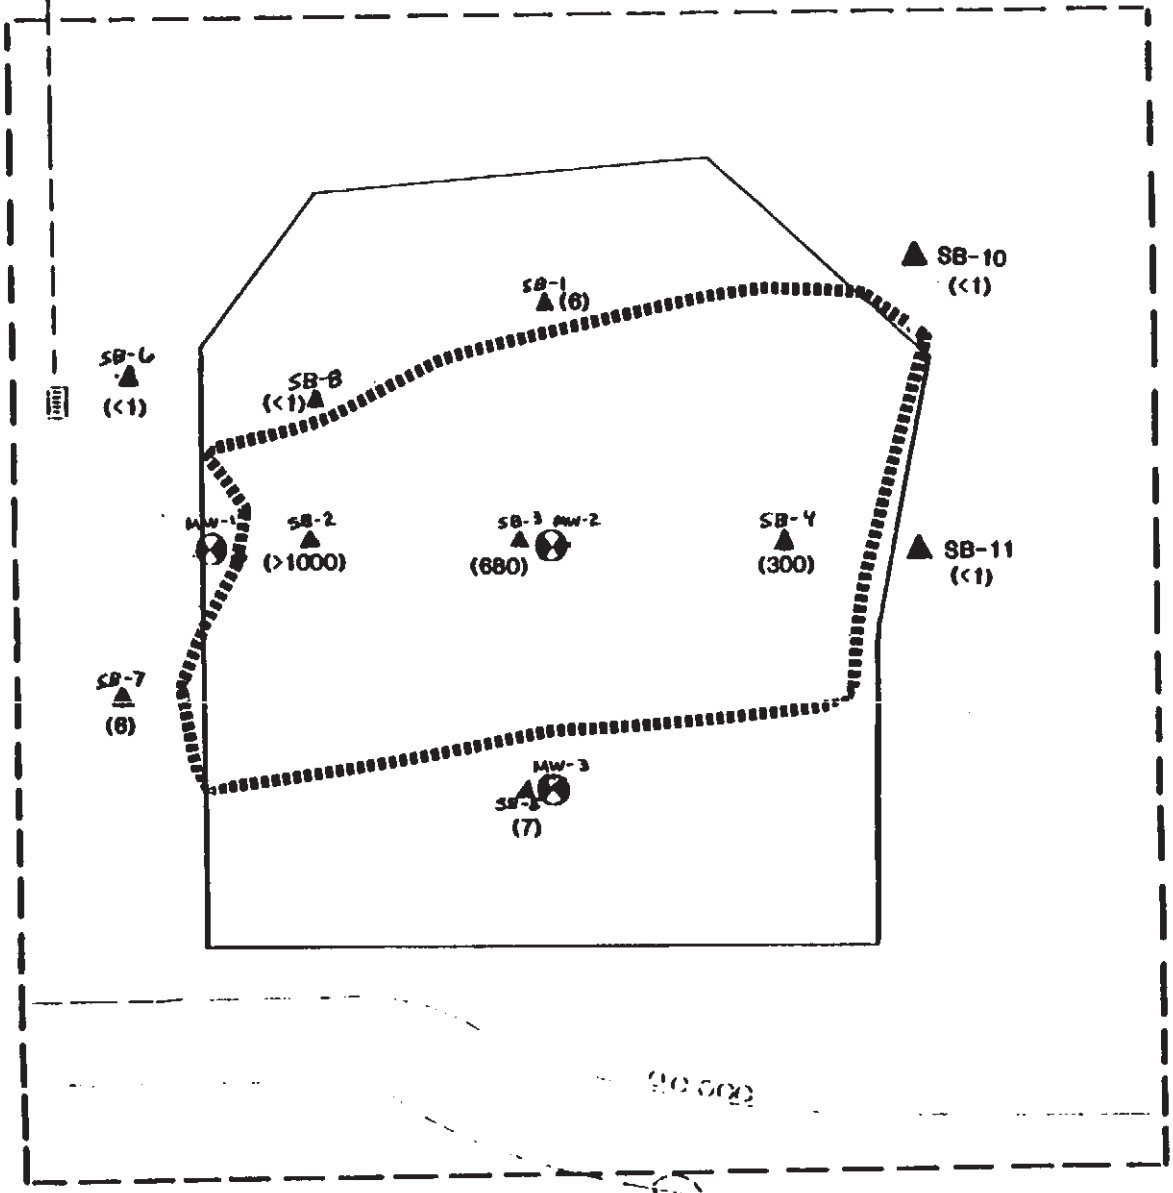 SB-10
(<1)
SB-1
(6)
SB-6
(<1)
SB-8
(<1)
MW-1
SB-2
(>1000)
SB-3 MW-2
(680)
SB-4
(300)
SB-11
(<1)
SB-7
(6)
MW-3
(7)